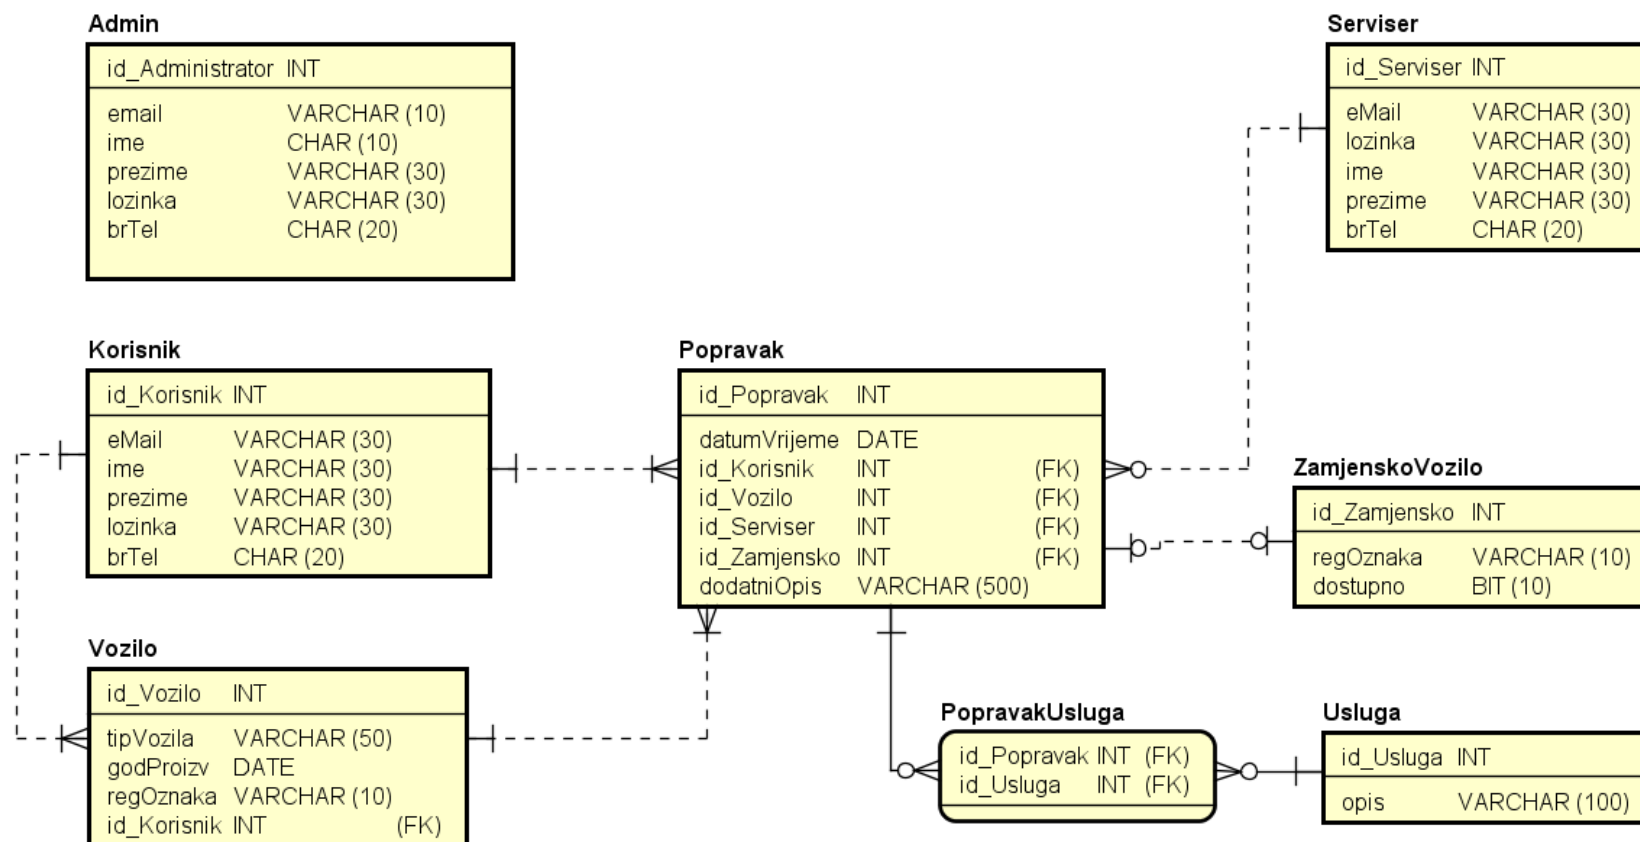 Admin
id_Administrator INT
email VARCHAR (10)
ime CHAR (10)
prezime VARCHAR (30)
lozinka VARCHAR (30)
brTel CHAR (20)
Serviser
id_Serviser INT
eMail VARCHAR (30)
lozinka VARCHAR (30)
ime VARCHAR (30)
prezime VARCHAR (30)
brTel CHAR (20)
Korisnik
id_Korisnik INT
eMail VARCHAR (30)
ime VARCHAR (30)
prezime VARCHAR (30)
lozinka VARCHAR (30)
brTel CHAR (20)
Popravak
id_Popravak INT
datumVrijeme DATE
id_Korisnik INT (FK)
id_Vozilo INT (FK)
id_Serviser INT (FK)
id_Zamjensko INT (FK)
dodatniOpis VARCHAR (500)
ZamjenskoVozilo
id_Zamjensko INT
regOznaka VARCHAR (10)
dostupno BIT (10)
Vozilo
id_Vozilo INT
tipVozila VARCHAR (50)
godProizv DATE
regOznaka VARCHAR (10)
id_Korisnik INT (FK)
PopravakUsluga
id_Popravak INT (FK)
id_Usluga INT (FK)
Usluga
id_Usluga INT
opis VARCHAR (100)